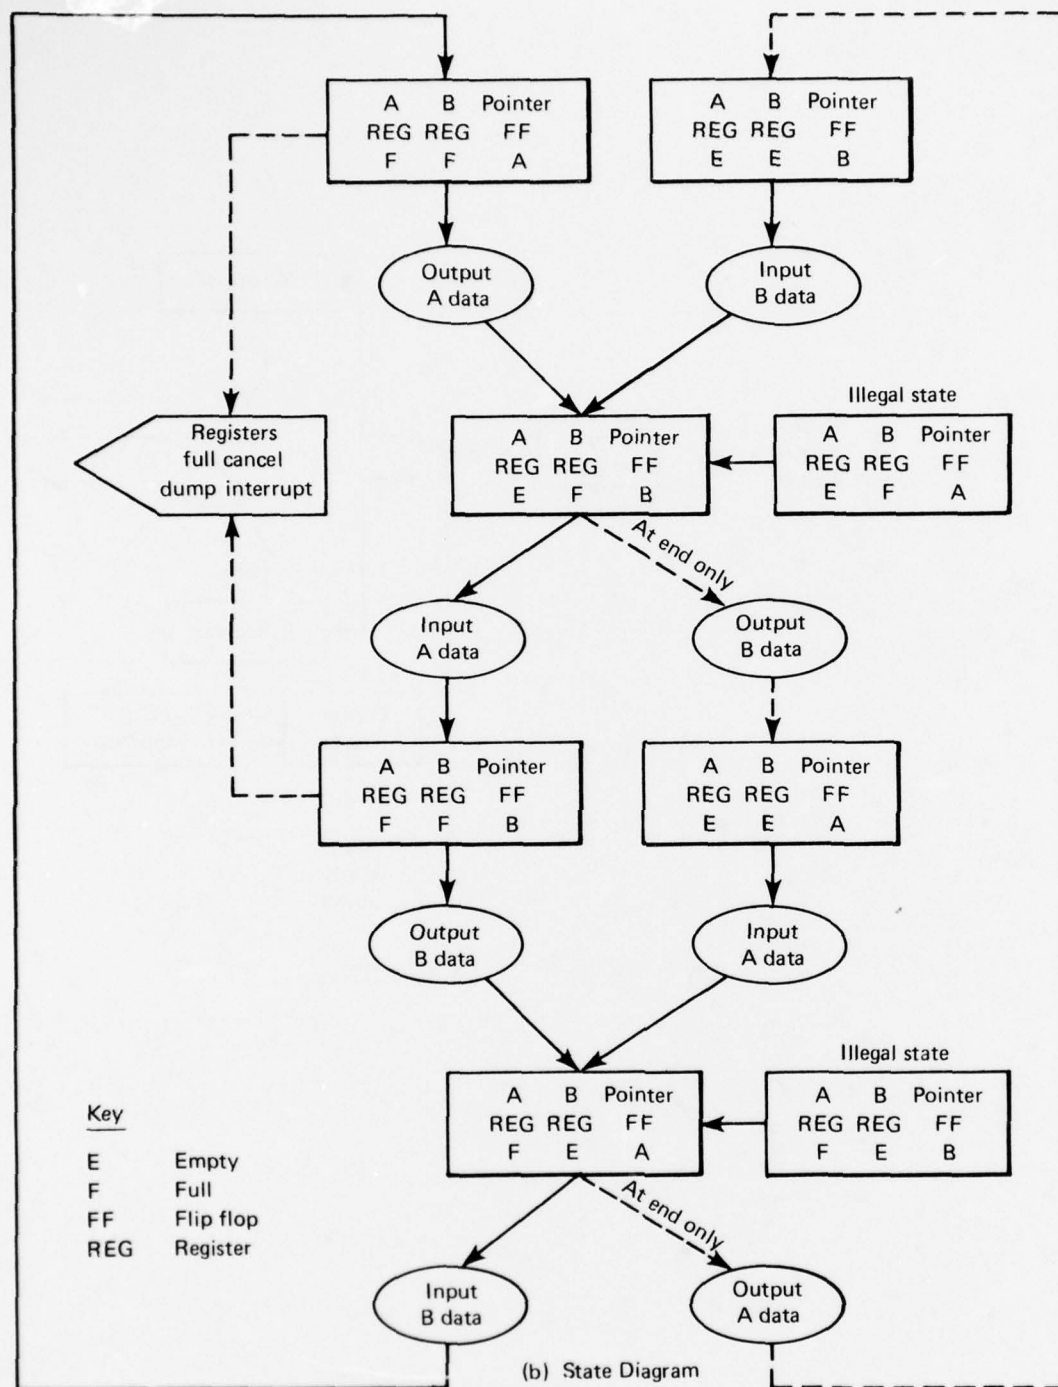 A B Pointer
REG REG FF
F F A
A B Pointer
REG REG FF
E E B
Output
A data
Input
B data
Registers
full cancel
dump interrupt
A B Pointer
REG REG FF
E F B
Illegal state
A B Pointer
REG REG FF
E F A
At end only
Input
A data
Output
B data
A B Pointer
REG REG FF
F F B
A B Pointer
REG REG FF
E E A
Output
B data
Input
A data
A B Pointer
REG REG FF
F E A
Illegal state
A B Pointer
REG REG FF
F E B
At end only
Key
E Empty
F Full
FF Flip flop
REG Register
Input
B data
Output
A data
(b) State Diagram